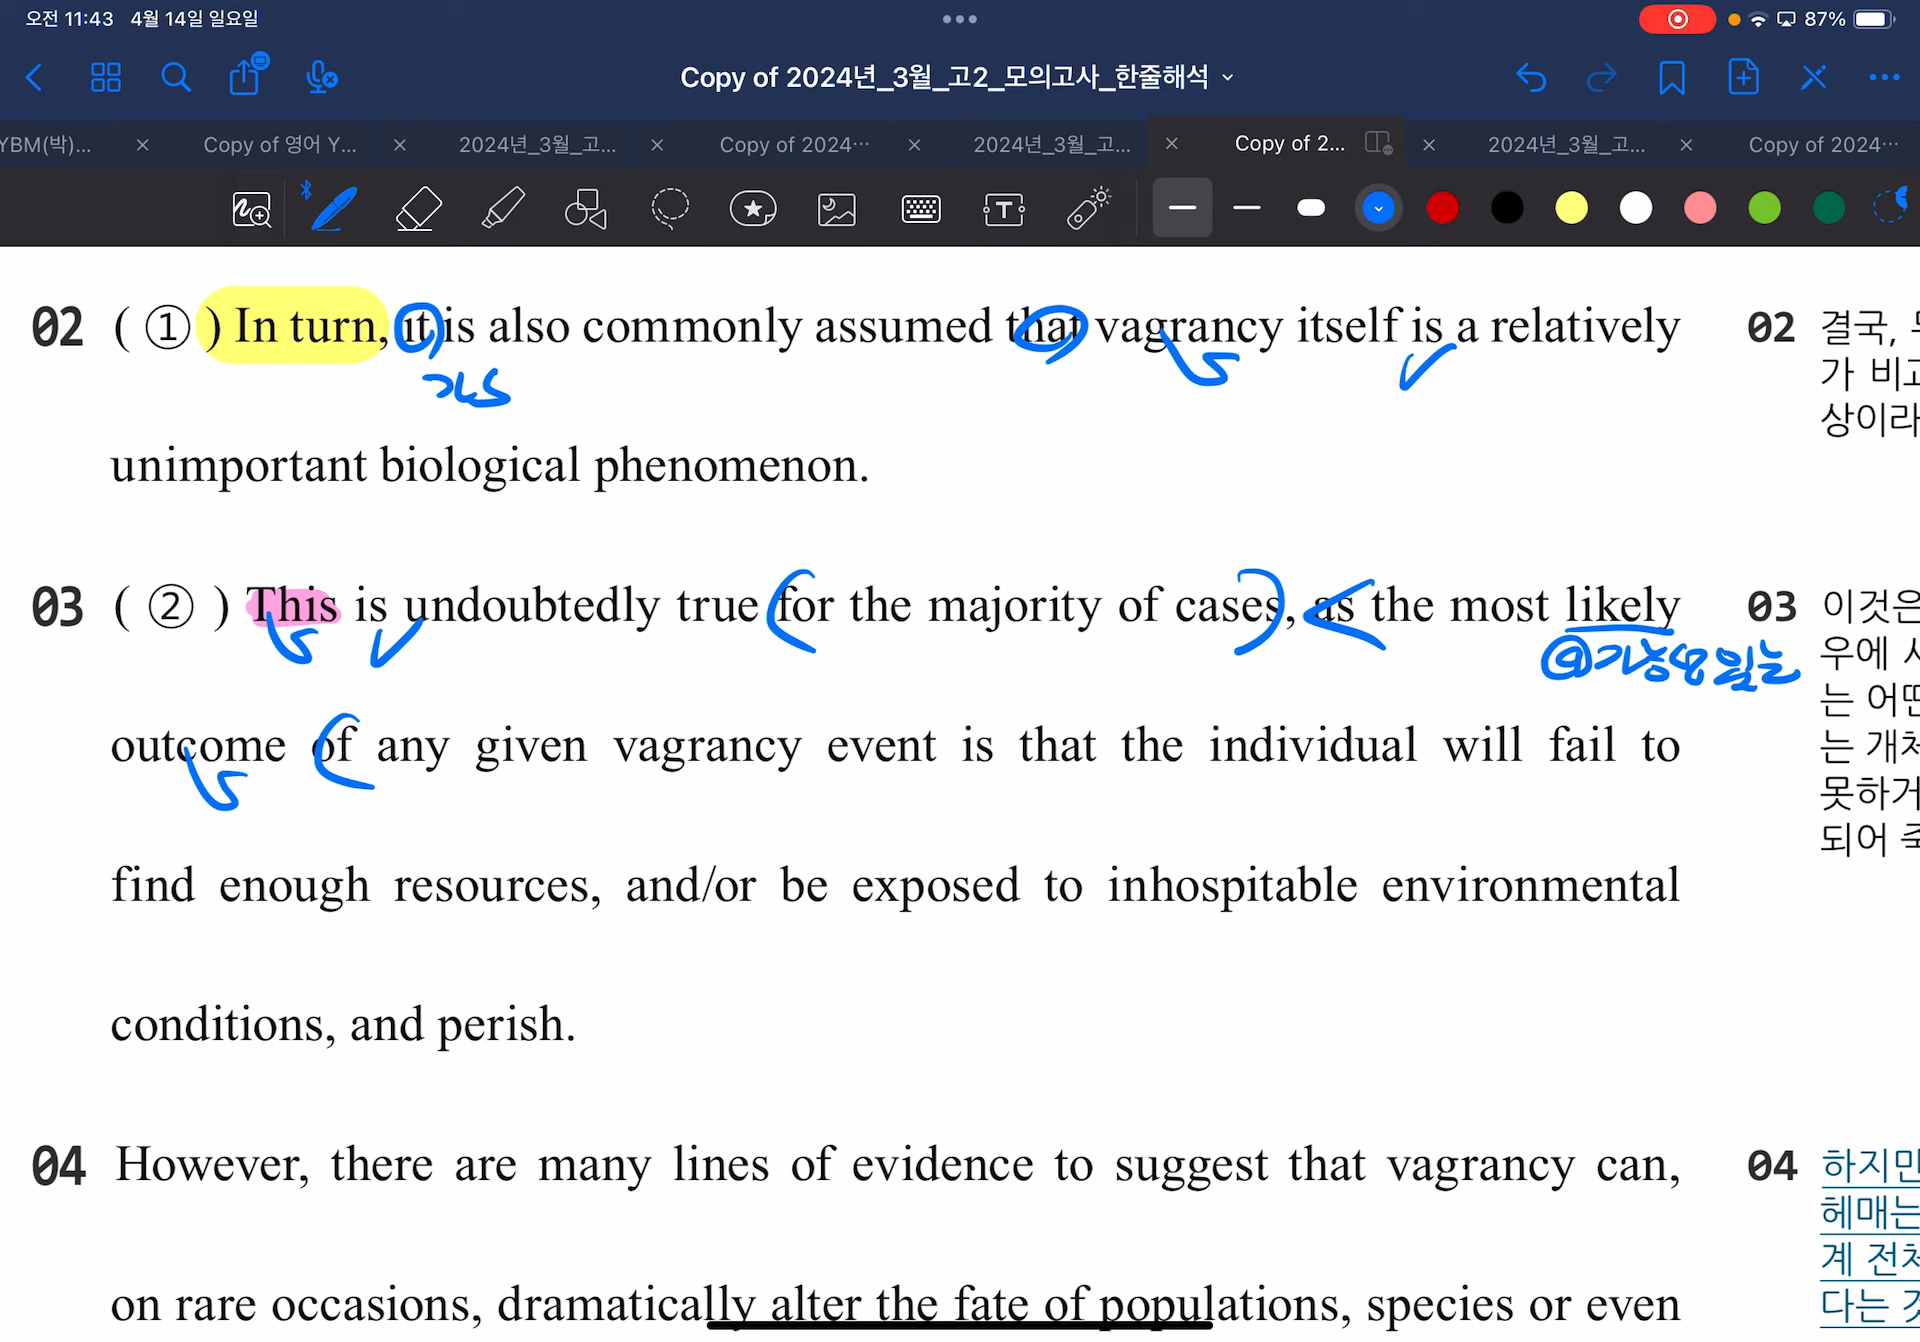 오전 11:43 4월 14일 일요일
87%
Copy of 2024년_3월_고2_모의고사_한줄해석
YBM(박)... Copy of 영어 Y... 2024년_3월_고... Copy of 2024... 2024년_3월_고... Copy of 2... 2024년_3월_고... Copy of 2024...
02 ( ① ) In turn, it is also commonly assumed that vagrancy itself is a relatively
가S S
unimportant biological phenomenon.
03 ( ② ) This is undoubtedly true for the majority of cases, as the most likely
S ⓐ가능성 있는
outcome of any given vagrancy event is that the individual will fail to
S
find enough resources, and/or be exposed to inhospitable environmental
conditions, and perish.
04 However, there are many lines of evidence to suggest that vagrancy can,
on rare occasions, dramatically alter the fate of populations, species or even
02 결국,
가 비
상이라
03 이것은
우에
는 어떤
는 개체
못하거
되어
04 하지만
헤매는
계 전체
다는